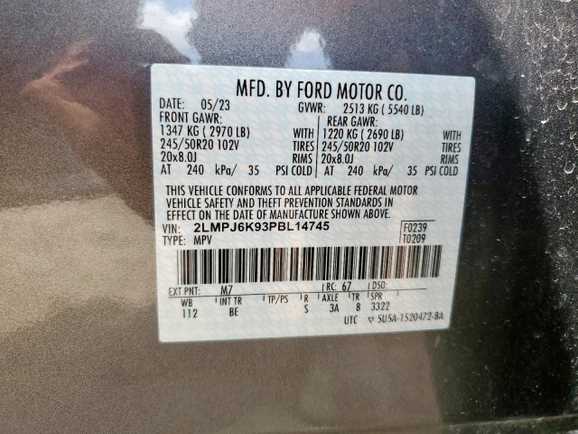 MFD. BY FORD MOTOR CO.
DATE: 05/23 GVWR: 2513 KG ( 5540 LB)
FRONT GAWR: REAR GAWR:
1347 KG ( 2970 LB) WITH 1220 KG ( 2690 LB) WITH
245/50R20 102V TIRES 245/50R20 102V TIRES
20x8.0J RIMS 20x8.0J RIMS
AT 240 kPa/ 35 PSI COLD AT 240 kPa/ 35 PSI COLD
THIS VEHICLE CONFORMS TO ALL APPLICABLE FEDERAL MOTOR
VEHICLE SAFETY AND THEFT PREVENTION STANDARDS IN
EFFECT ON THE DATE OF MANUFACTURE SHOWN ABOVE.
VIN: 2LMPJ6K93PBL14745 F0239
TYPE: MPV T0209
EXT PNT: M7 RC: 67 DSO:
WB INT TR TP/PS R AXLE TR SPR
112 BE S 3A 8 3322
UTC 5U5A-1520472-BA